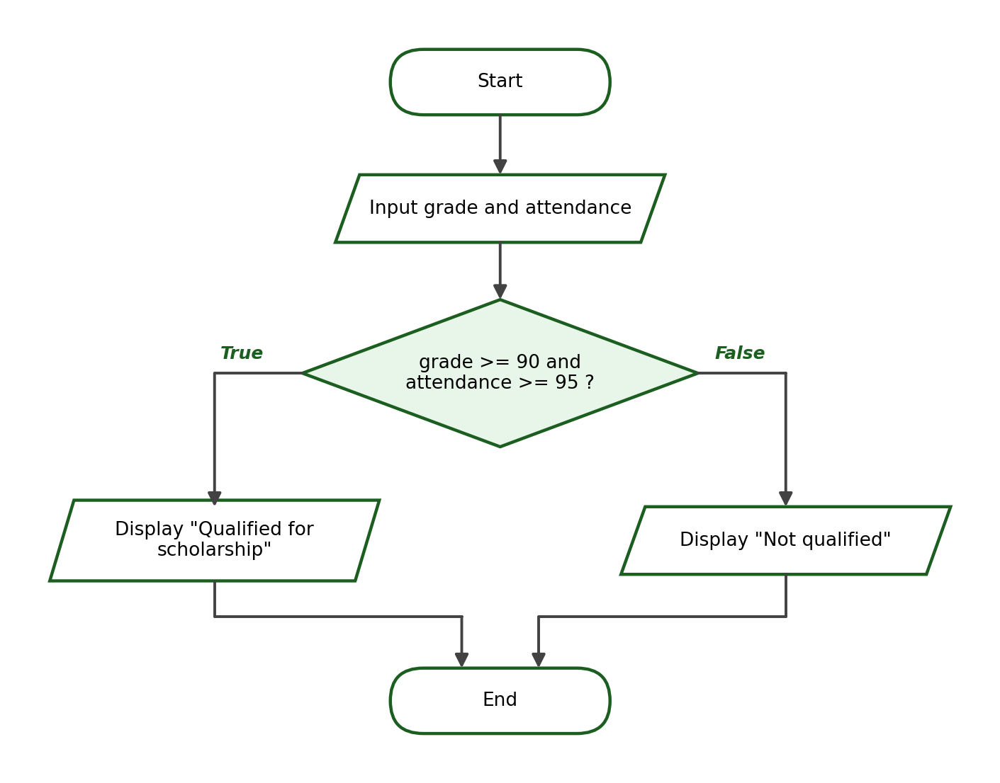 Start
Input grade and attendance
True
False
grade >= 90 and
attendance >= 95 ?
Display "Qualified for
scholarship"
Display "Not qualified"
End